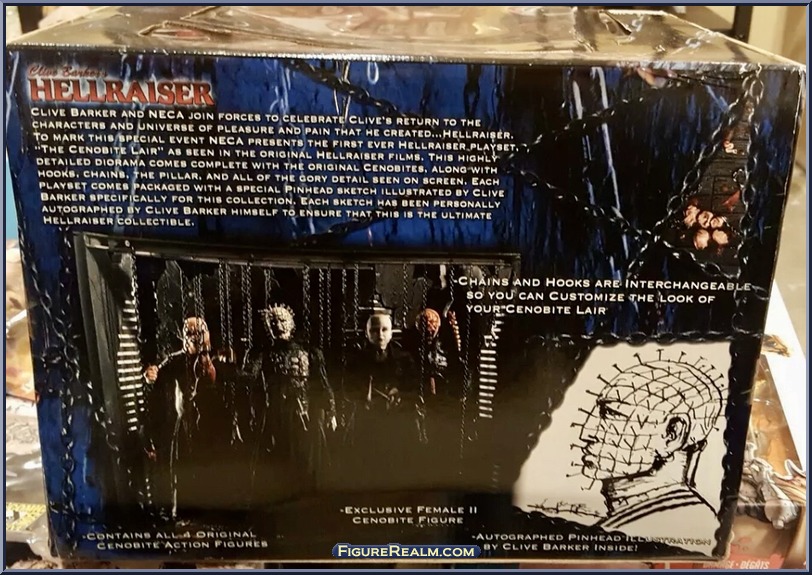 Clive Barker's
HELLRAISER
CLIVE BARKER AND NECA JOIN FORCES TO CELEBRATE CLIVE'S RETURN TO THE
CHARACTERS AND UNIVERSE OF PLEASURE AND PAIN THAT HE CREATED...HELLRAISER.
TO MARK THIS SPECIAL EVENT NECA PRESENTS THE FIRST EVER HELLRAISER PLAYSET,
"THE CENOBITE LAIR" AS SEEN IN THE ORIGINAL HELLRAISER FILMS. THIS HIGHLY
DETAILED DIORAMA COMES COMPLETE WITH THE ORIGINAL CENOBITES, ALONG WITH
HOOKS, CHAINS, THE PILLAR, AND ALL OF THE GORY DETAIL SEEN ON SCREEN. EACH
PLAYSET COMES PACKAGED WITH A SPECIAL PINHEAD SKETCH ILLUSTRATED BY CLIVE
BARKER SPECIFICALLY FOR THIS COLLECTION. EACH SKETCH HAS BEEN PERSONALLY
AUTOGRAPHED BY CLIVE BARKER HIMSELF TO ENSURE THAT THIS IS THE ULTIMATE
HELLRAISER COLLECTIBLE.
-CHAINS AND HOOKS ARE INTERCHANGEABLE
SO YOU CAN CUSTOMIZE THE LOOK OF
YOUR CENOBITE LAIR
-EXCLUSIVE FEMALE II
CENOBITE FIGURE
-CONTAINS ALL 4 ORIGINAL
CENOBITE ACTION FIGURES
-AUTOGRAPHED PINHEAD ILLUSTRATION
BY CLIVE BARKER INSIDE!
FIGUREREALM.COM